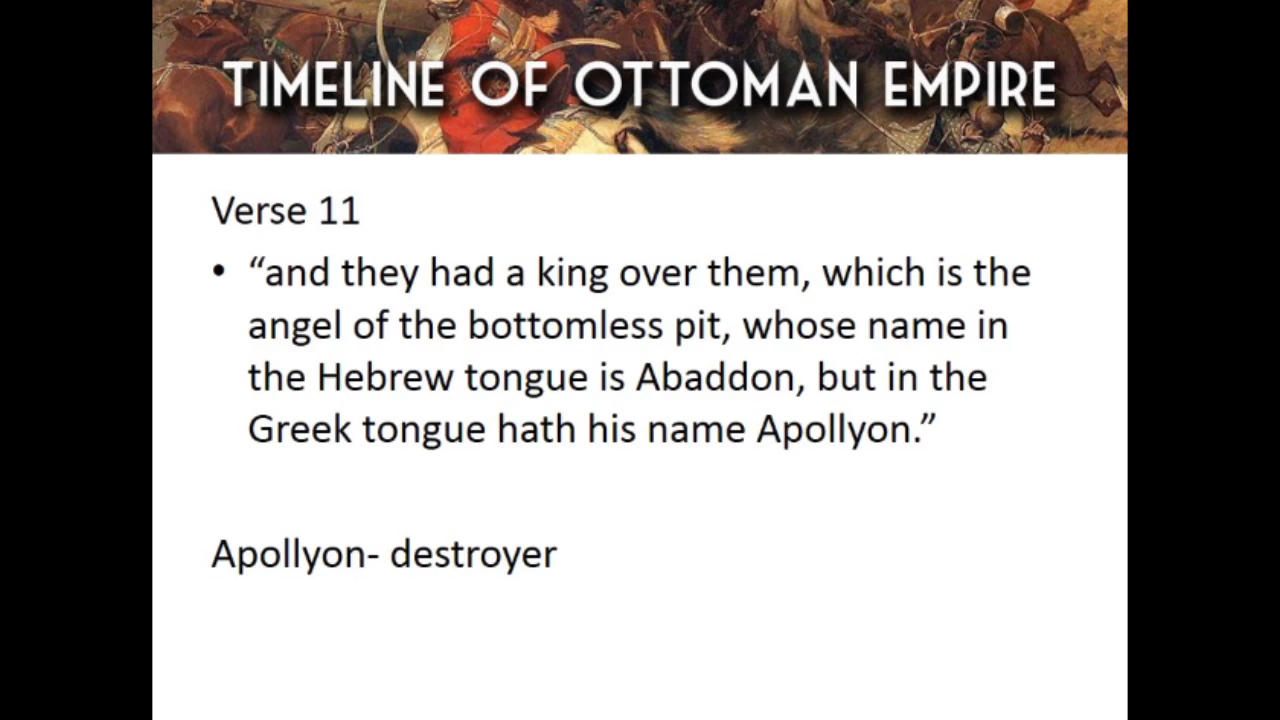 TIMELINE OF OTTOMAN EMPIRE
Verse 11
• “and they had a king over them, which is the
angel of the bottomless pit, whose name in
the Hebrew tongue is Abaddon, but in the
Greek tongue hath his name Apollyon.”
Apollyon- destroyer